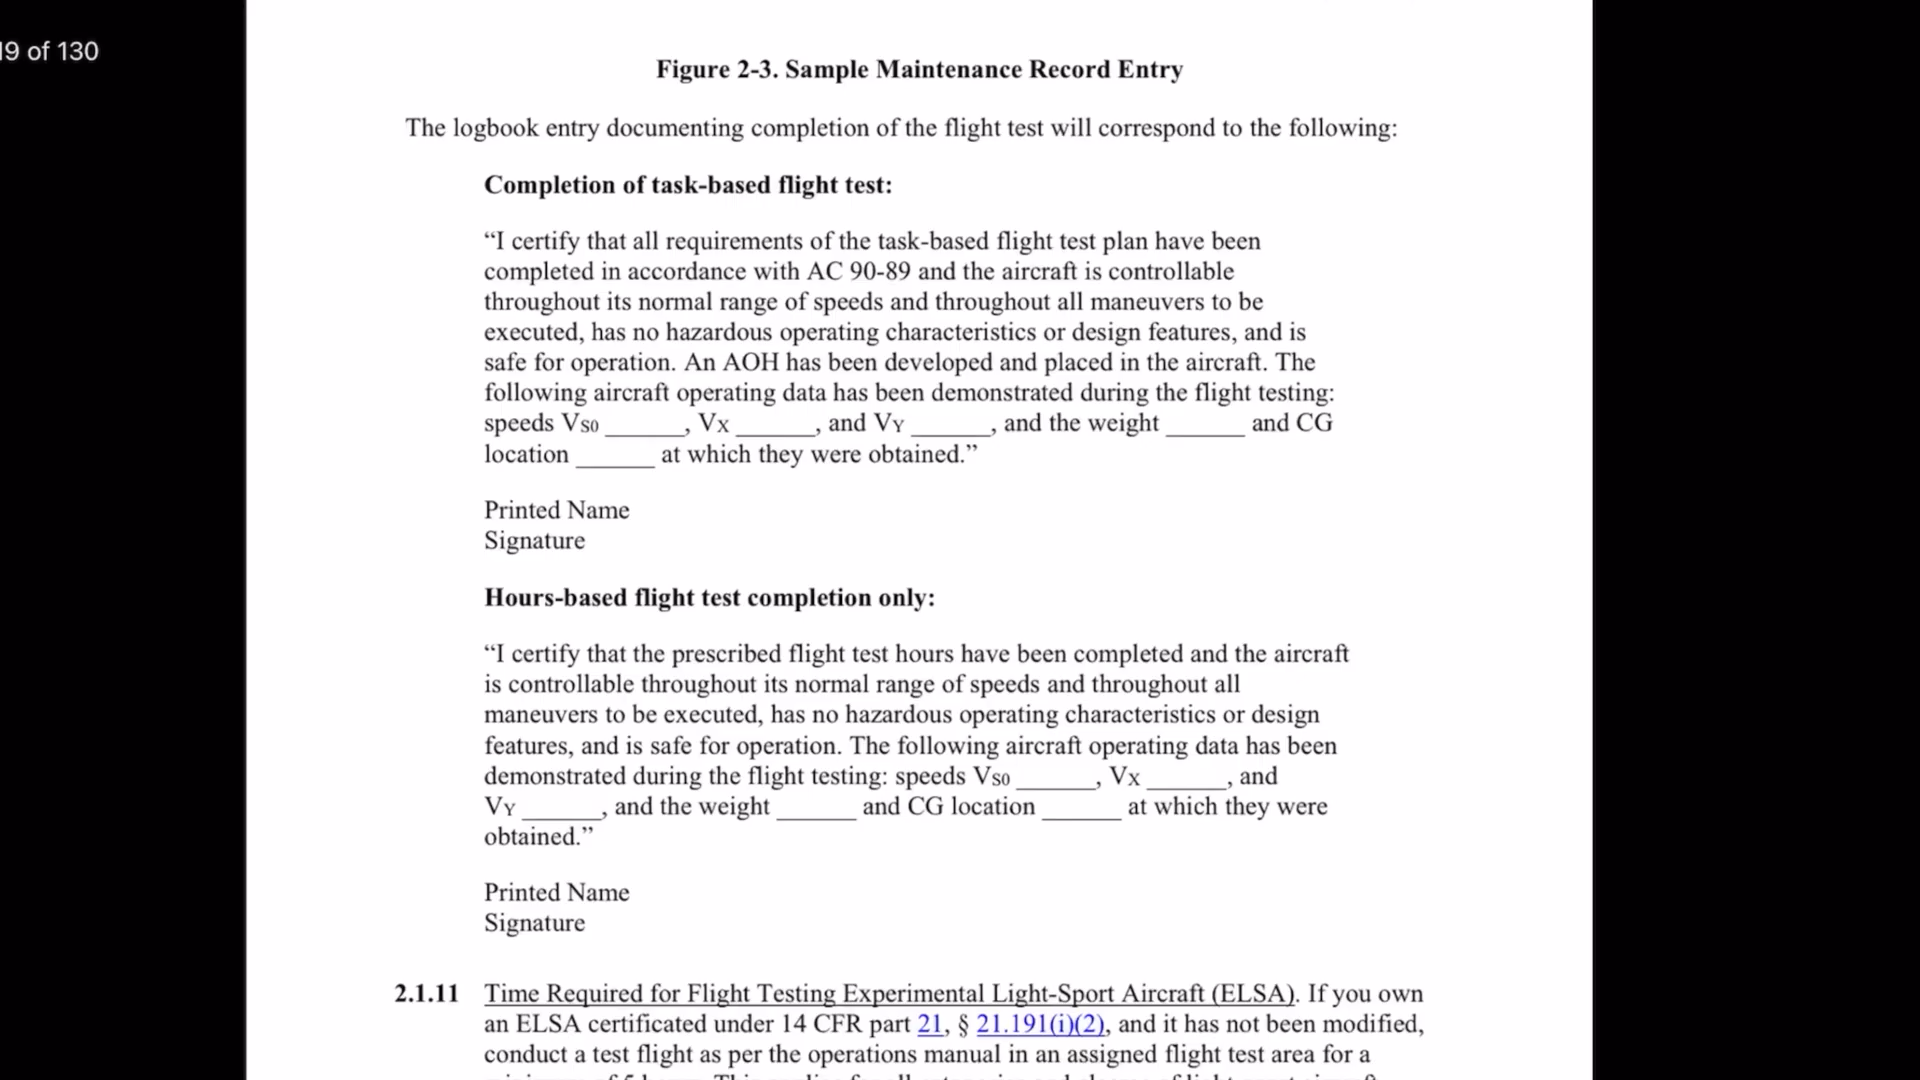 19 of 130
Figure 2-3. Sample Maintenance Record Entry
The logbook entry documenting completion of the flight test will correspond to the following:
Completion of task-based flight test:
“I certify that all requirements of the task-based flight test plan have been
completed in accordance with AC 90-89 and the aircraft is controllable
throughout its normal range of speeds and throughout all maneuvers to be
executed, has no hazardous operating characteristics or design features, and is
safe for operation. An AOH has been developed and placed in the aircraft. The
following aircraft operating data has been demonstrated during the flight testing:
speeds VS0 ______, VX ______, and VY ______, and the weight ______ and CG
location ______ at which they were obtained.”
Printed Name
Signature
Hours-based flight test completion only:
“I certify that the prescribed flight test hours have been completed and the aircraft
is controllable throughout its normal range of speeds and throughout all
maneuvers to be executed, has no hazardous operating characteristics or design
features, and is safe for operation. The following aircraft operating data has been
demonstrated during the flight testing: speeds VS0 ______, VX ______, and
VY ______, and the weight ______ and CG location ______ at which they were
obtained.”
Printed Name
Signature
2.1.11 Time Required for Flight Testing Experimental Light-Sport Aircraft (ELSA). If you own
an ELSA certificated under 14 CFR part 21, § 21.191(i)(2), and it has not been modified,
conduct a test flight as per the operations manual in an assigned flight test area for a